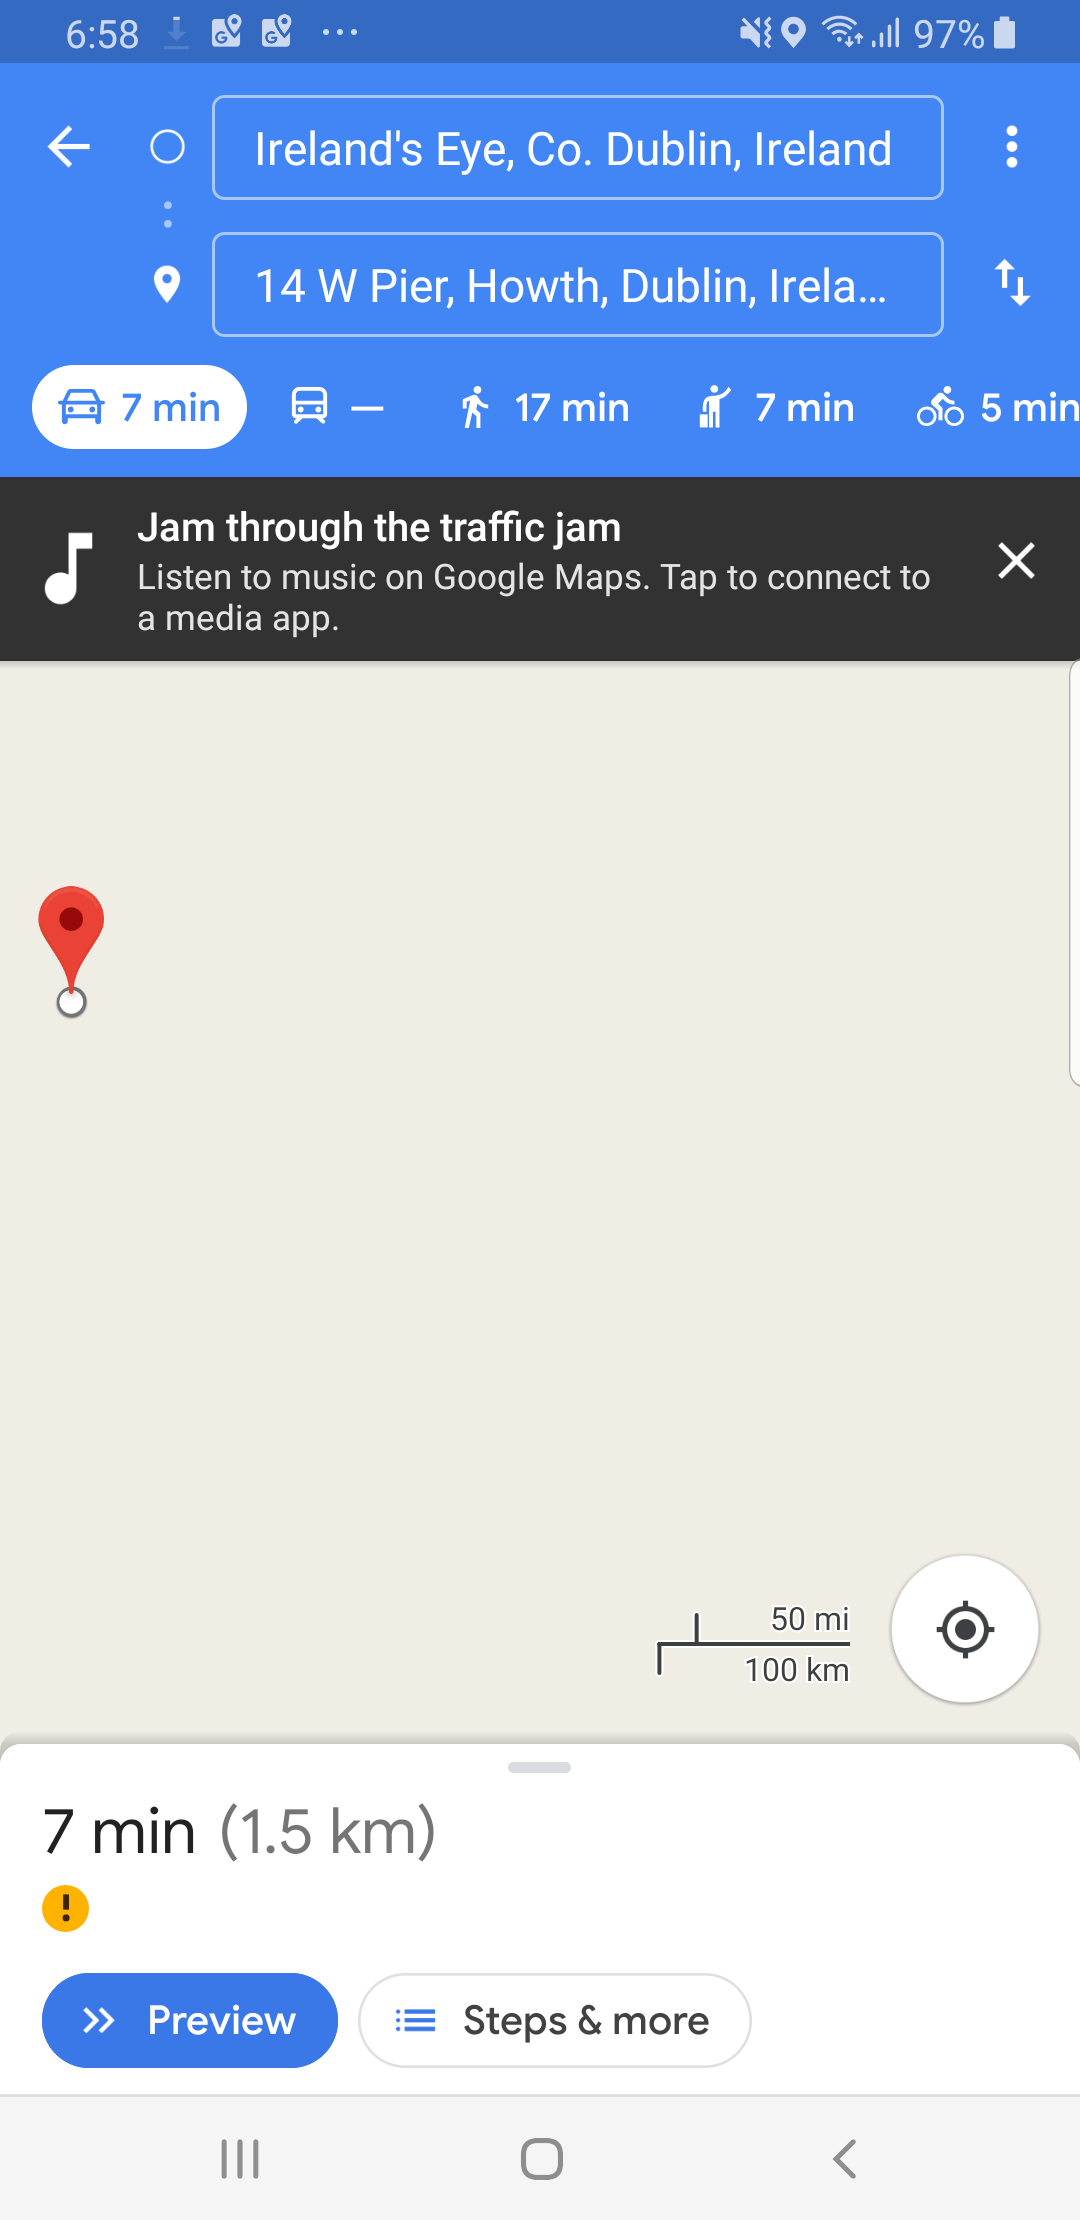 6:58
97%
Ireland's Eye, Co. Dublin, Ireland
14 W Pier, Howth, Dublin, Irela...
7 min — 17 min 7 min 5 min
Jam through the traffic jam
Listen to music on Google Maps. Tap to connect to
a media app.
50 mi
100 km
7 min (1.5 km)
Preview
Steps & more